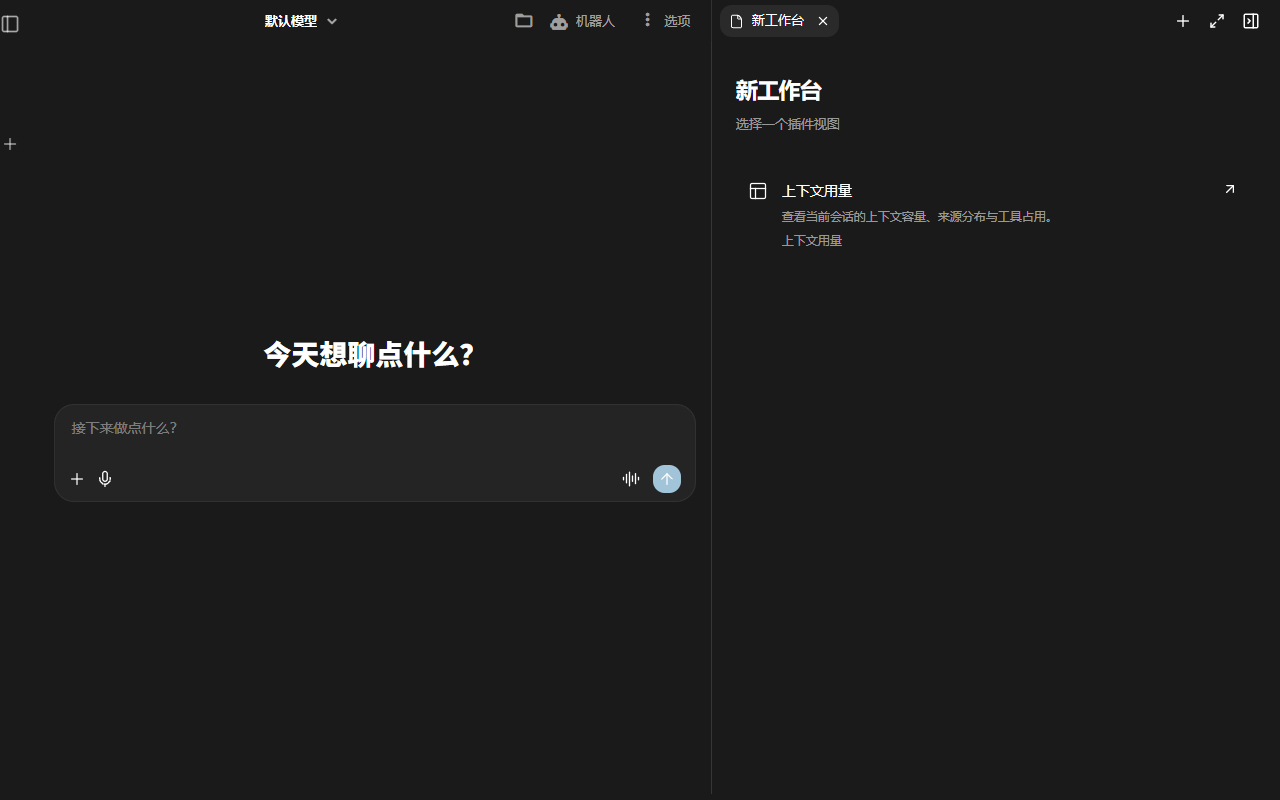 默认模型
机器人
选项
新工作台
新工作台
选择一个插件视图
上下文用量
查看当前会话的上下文容量、来源分布与工具占用。
上下文用量
今天想聊点什么?
接下来做点什么?